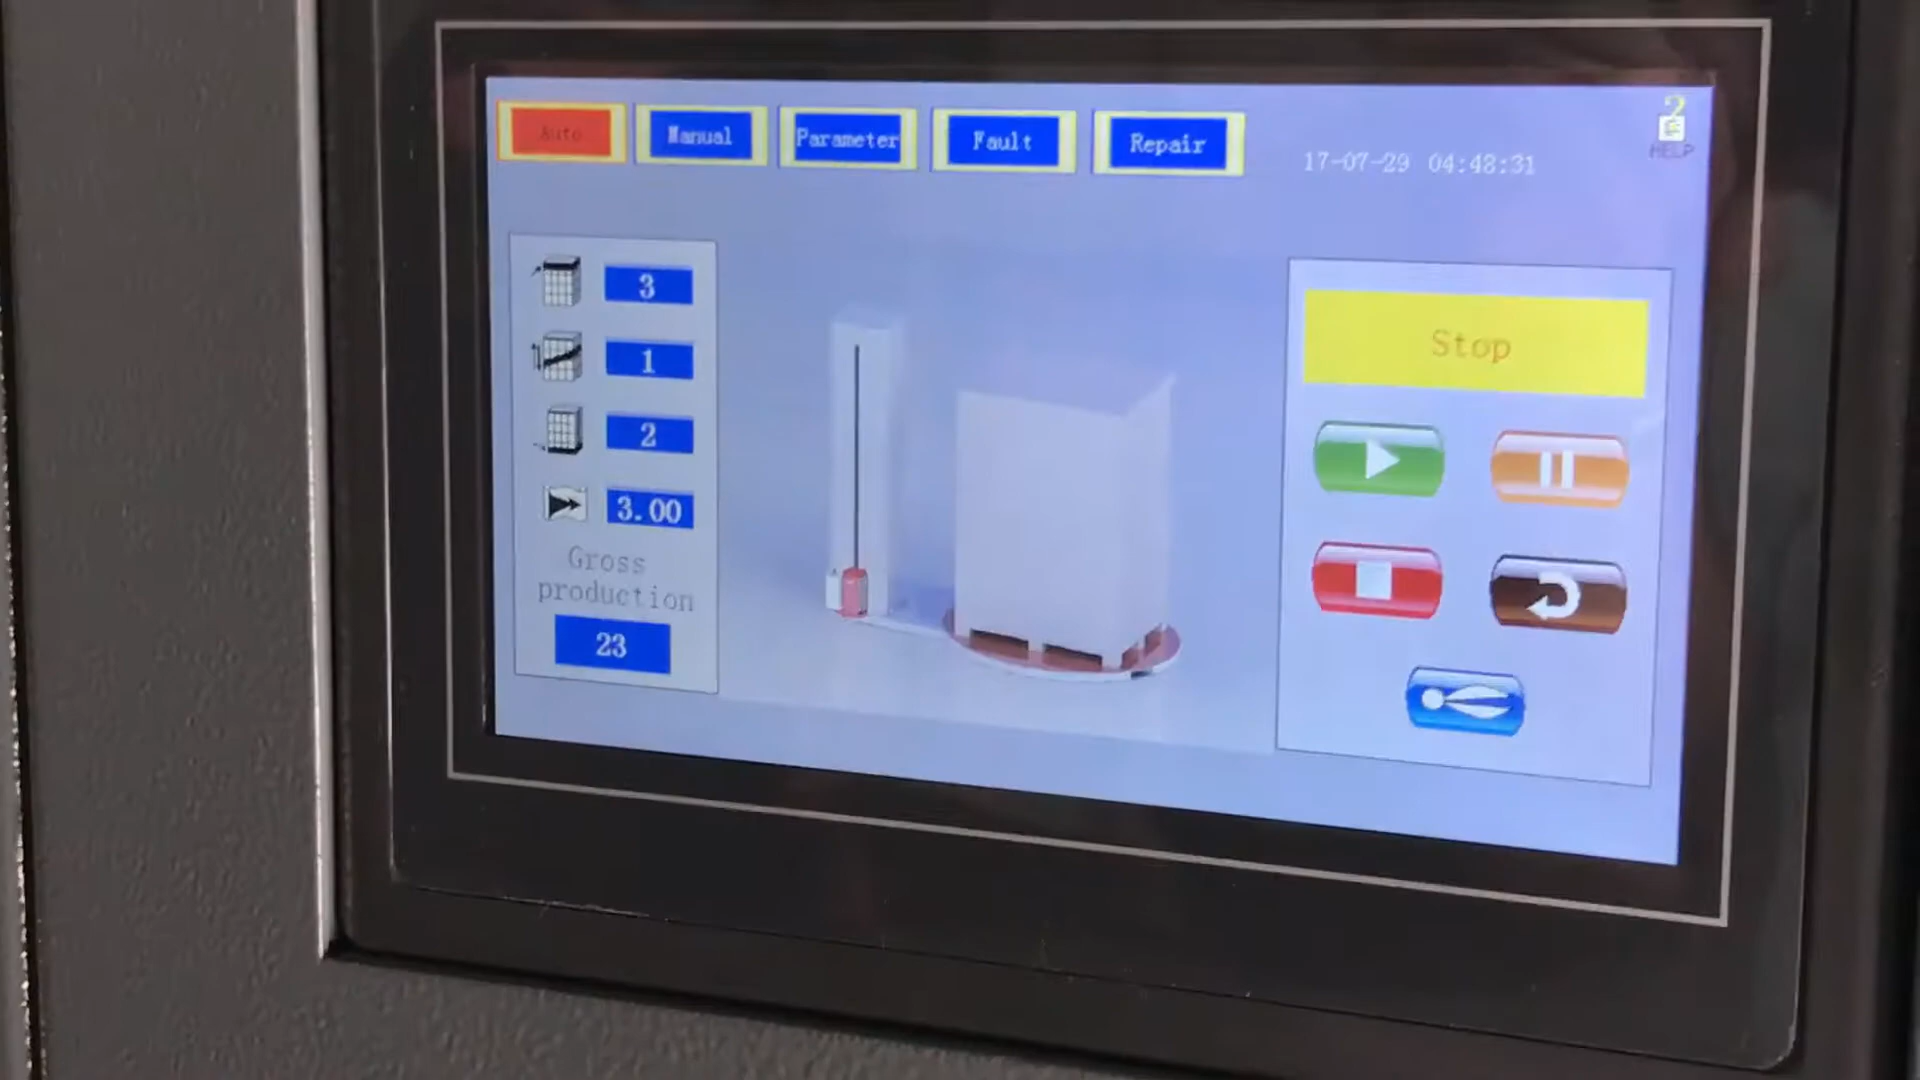 Auto
Manual
Parameter
Fault
Repair
17-07-29 04:48:31
?
HELP
3
1
2
3.00
Gross
production
23
Stop